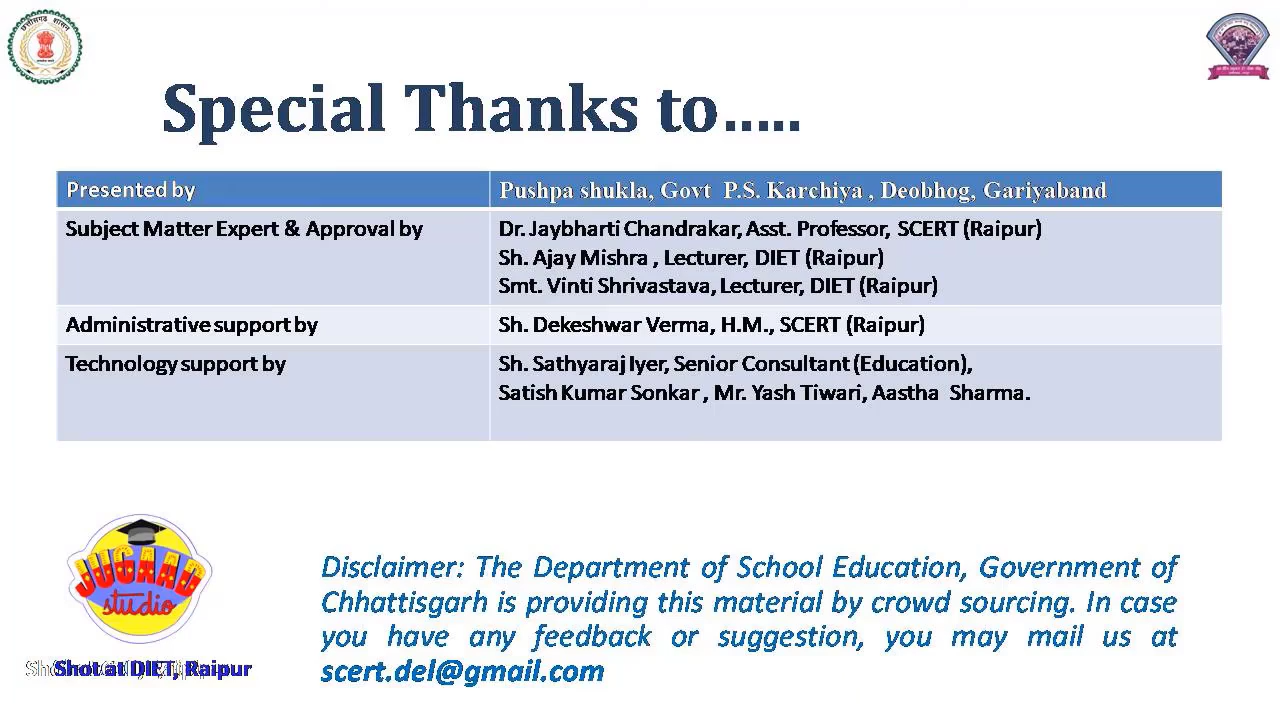 छत्तीसगढ़ शासन
Special Thanks to.....
Presented by
Pushpa shukla, Govt P.S. Karchiya , Deobhog, Gariyaband
Subject Matter Expert & Approval by
Dr. Jaybharti Chandrakar, Asst. Professor, SCERT (Raipur)
Sh. Ajay Mishra , Lecturer, DIET (Raipur)
Smt. Vinti Shrivastava, Lecturer, DIET (Raipur)
Administrative support by
Sh. Dekeshwar Verma, H.M., SCERT (Raipur)
Technology support by
Sh. Sathyaraj Iyer, Senior Consultant (Education),
Satish Kumar Sonkar , Mr. Yash Tiwari, Aastha Sharma.
JUGAAD
studio
Shot at DIET, Raipur
Disclaimer: The Department of School Education, Government of
Chhattisgarh is providing this material by crowd sourcing. In case
you have any feedback or suggestion, you may mail us at
scert.del@gmail.com